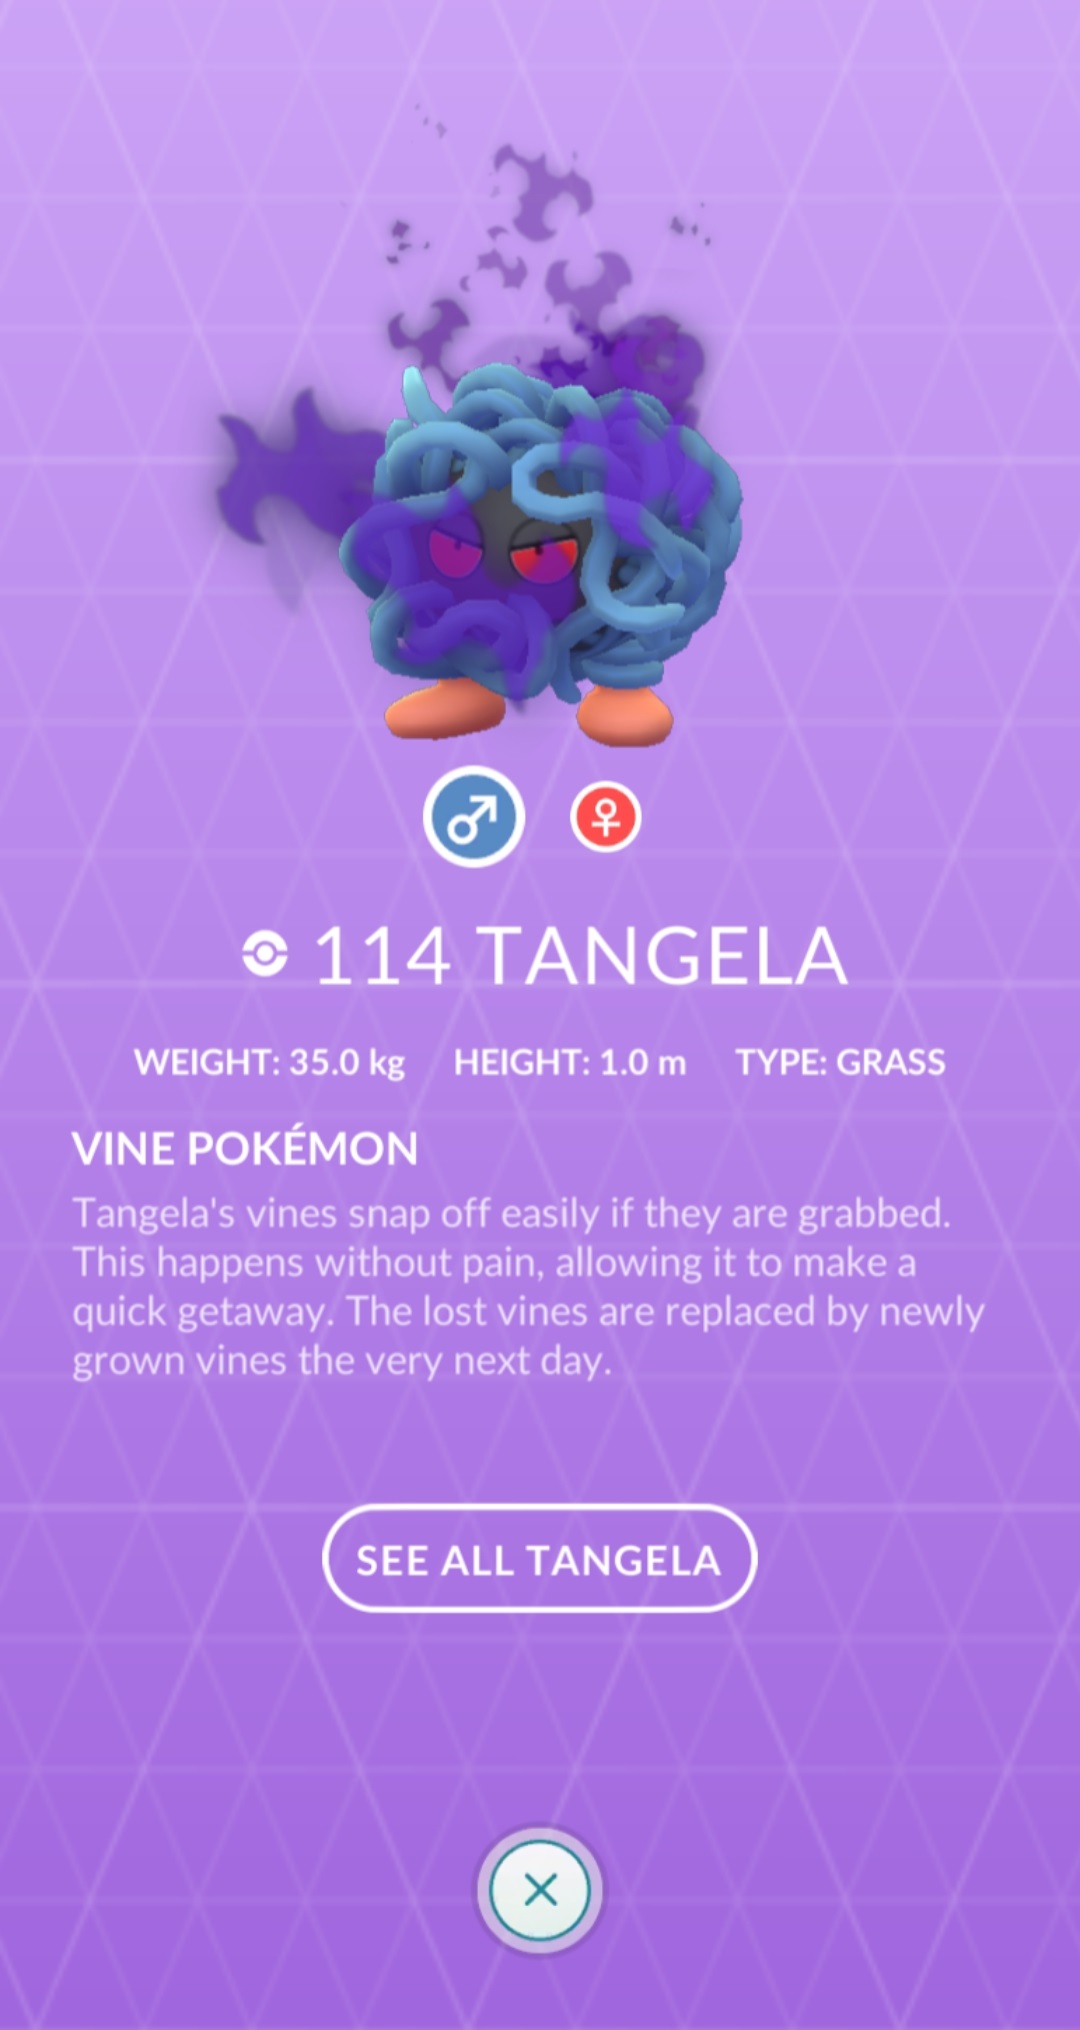 114 TANGELA
WEIGHT: 35.0 kg HEIGHT: 1.0 m TYPE: GRASS
VINE POKÉMON
Tangela's vines snap off easily if they are grabbed.
This happens without pain, allowing it to make a
quick getaway. The lost vines are replaced by newly
grown vines the very next day.
SEE ALL TANGELA